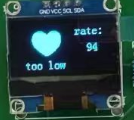 GND VCC SCL SDA
rate:
94
too low